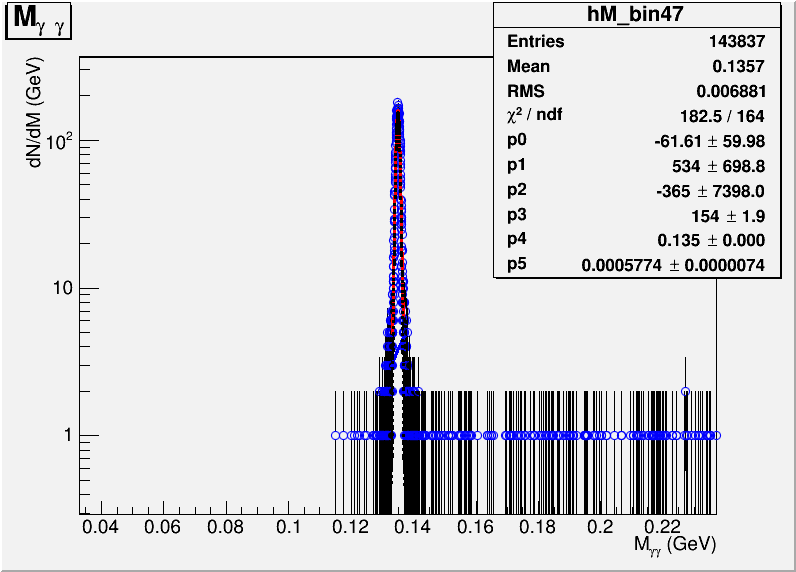 M γ γ
hM_bin47
Entries 143837
Mean 0.1357
RMS 0.006881
χ² / ndf 182.5 / 164
p0 -61.61 ± 59.98
p1 534 ± 698.8
p2 -365 ± 7398.0
p3 154 ± 1.9
p4 0.135 ± 0.000
p5 0.0005774 ± 0.0000074
dN/dM (GeV)
10²
10
1
0.04 0.06 0.08 0.1 0.12 0.14 0.16 0.18 0.2 0.22
Mγγ (GeV)